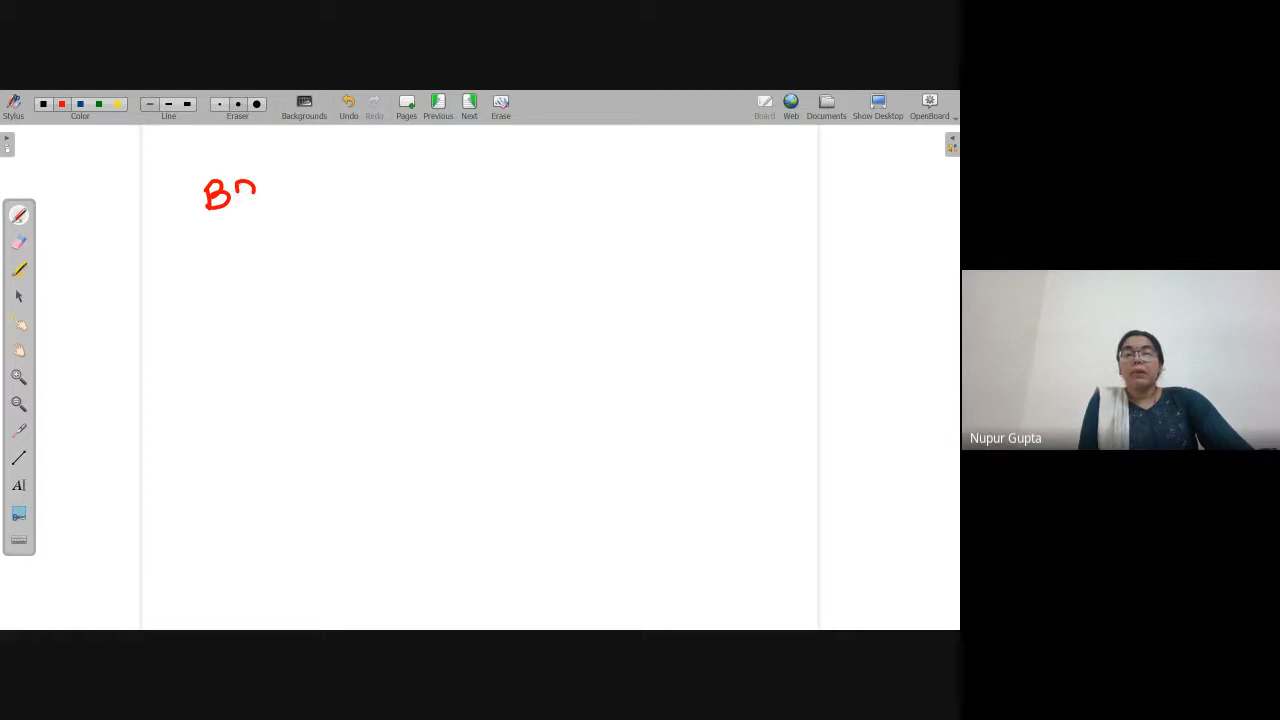 Stylus
Color
Line
Eraser
Backgrounds
Undo
Redo
Pages
Previous
Next
Erase
Board
Web
Documents
Show Desktop
OpenBoard
B
Nupur Gupta